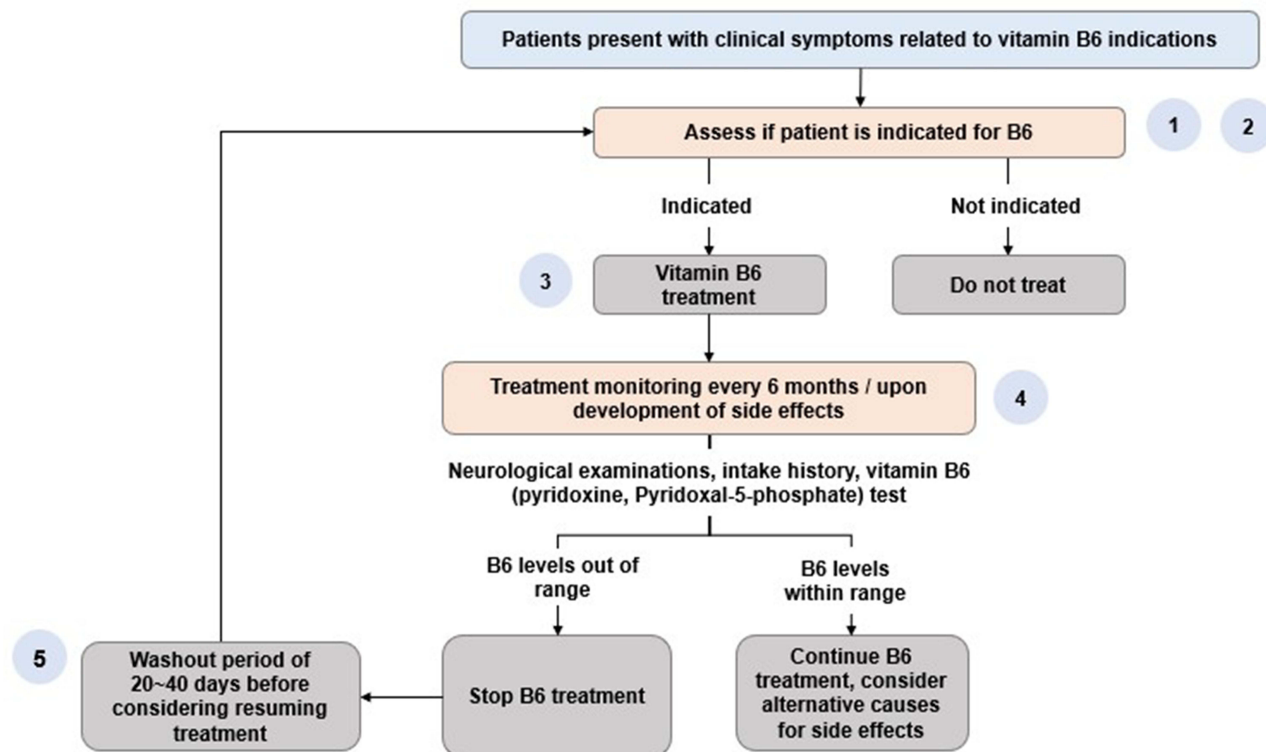 Patients present with clinical symptoms related to vitamin B6 indications
Assess if patient is indicated for B6
1
2
Indicated
Not indicated
3
Vitamin B6
treatment
Do not treat
Treatment monitoring every 6 months / upon
development of side effects
4
Neurological examinations, intake history, vitamin B6
(pyridoxine, Pyridoxal-5-phosphate) test
B6 levels out of
range
B6 levels
within range
5
Washout period of
20~40 days before
considering resuming
treatment
Stop B6 treatment
Continue B6
treatment, consider
alternative causes
for side effects